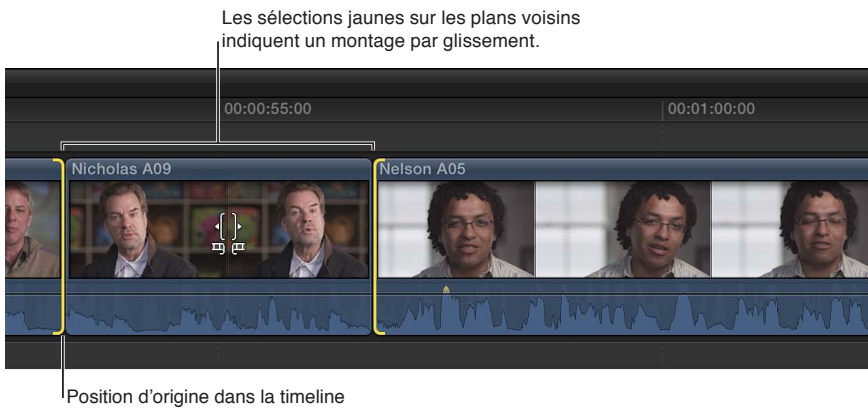 Les sélections jaunes sur les plans voisins
indiquent un montage par glissement.
00:00:55:00
00:01:00:00
Nicholas A09
Nelson A05
Position d’origine dans la timeline